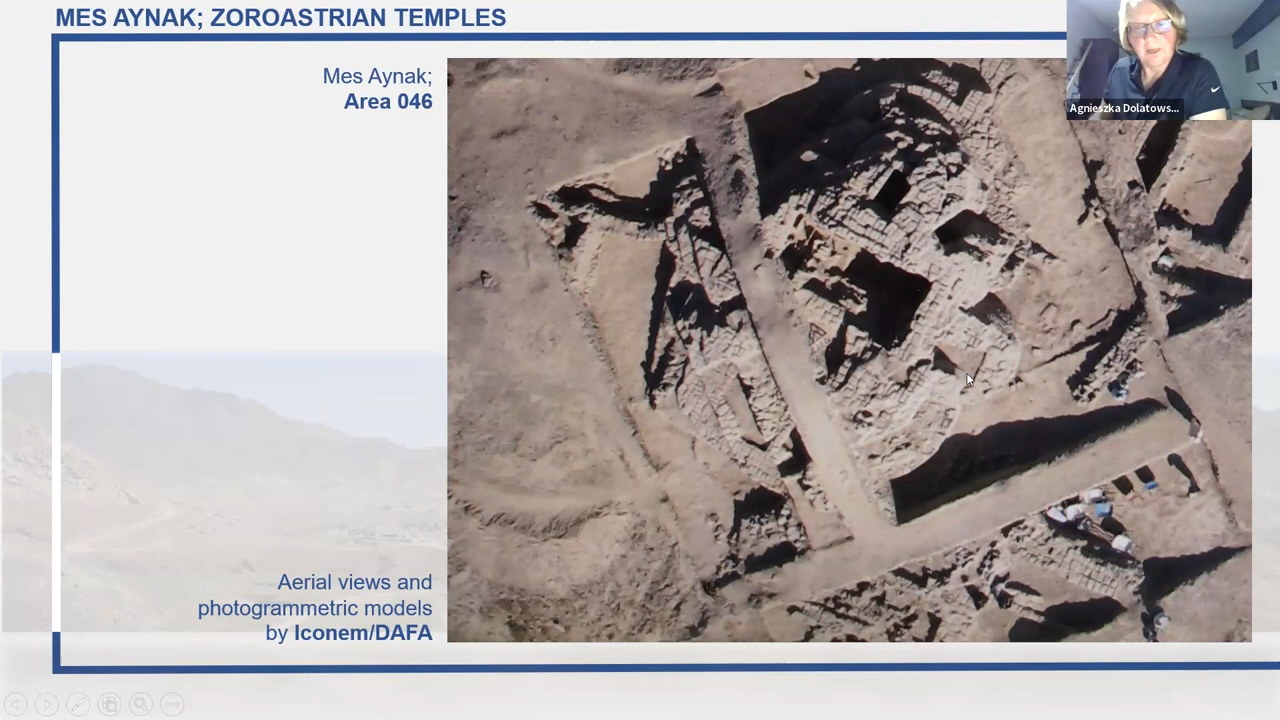 MES AYNAK; ZOROASTRIAN TEMPLES
Agnieszka Dolatows...
Mes Aynak;
Area 046
Aerial views and
photogrammetric models
by Iconem/DAFA